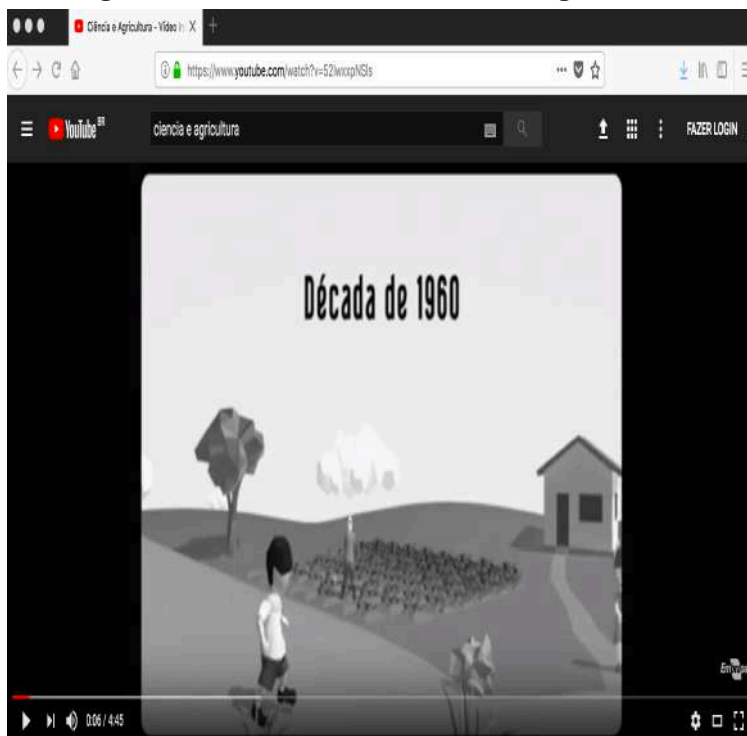 Ciência e Agricultura - Vídeo In X +
https://www.youtube.com/watch?v=
YouTube BR
ciencia e agricultura
FAZER LOGIN
Década de 1960
Embrapa
0:06 / 4:45